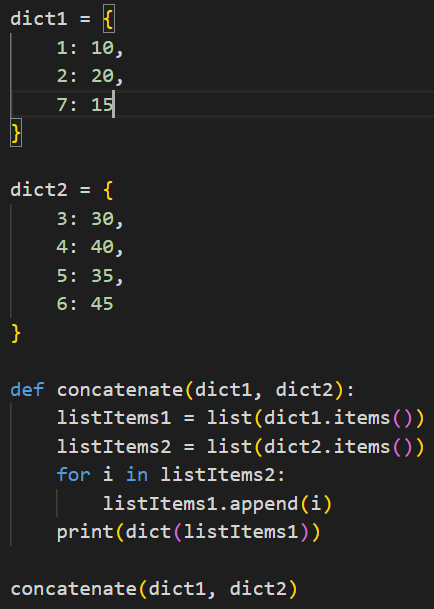 dict1 = {
    1: 10,
    2: 20,
    7: 15
}

dict2 = {
    3: 30,
    4: 40,
    5: 35,
    6: 45
}

def concatenate(dict1, dict2):
    listItems1 = list(dict1.items())
    listItems2 = list(dict2.items())
    for i in listItems2:
        listItems1.append(i)
    print(dict(listItems1))

concatenate(dict1, dict2)